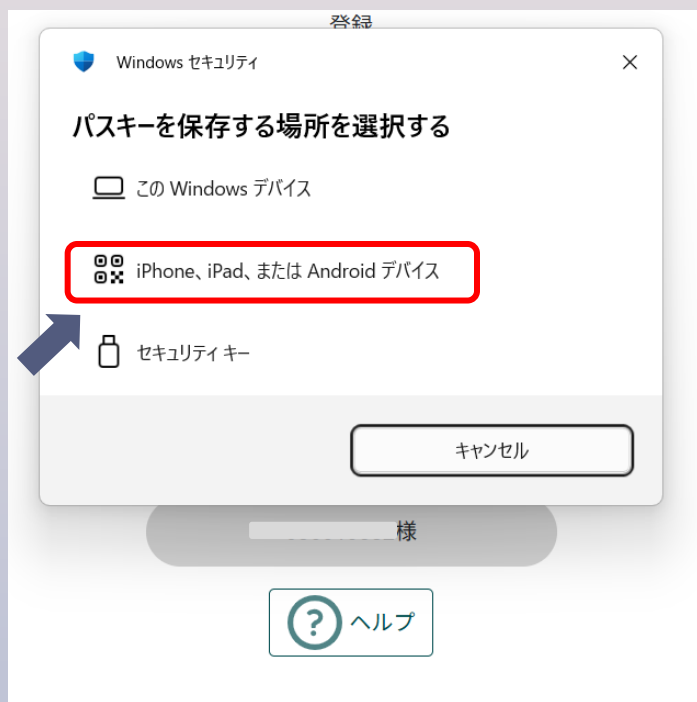 登録
Windows セキュリティ
パスキーを保存する場所を選択する
この Windows デバイス
iPhone、iPad、または Android デバイス
セキュリティ キー
キャンセル
様
ヘルプ